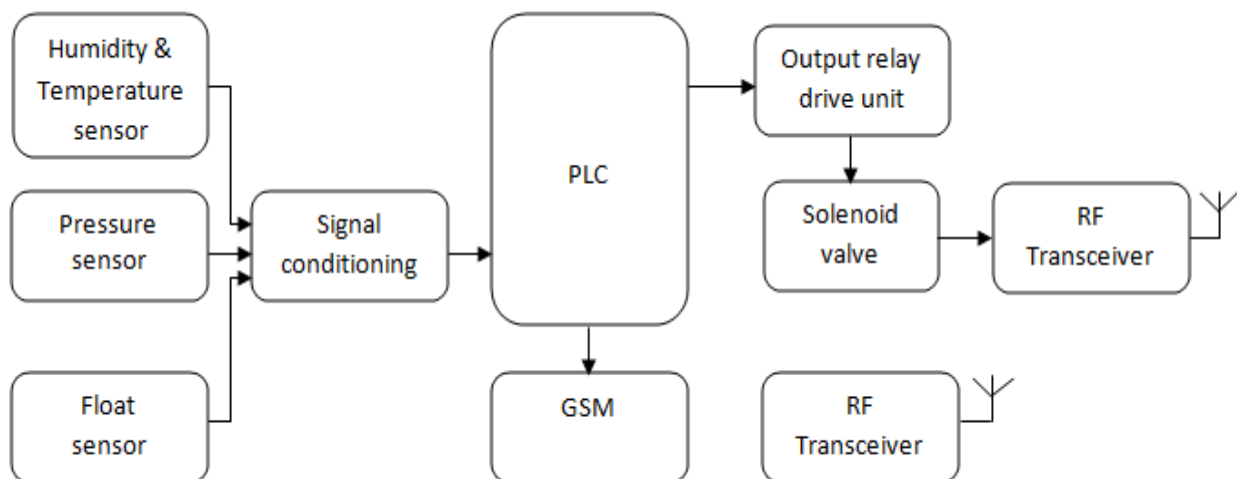 Humidity &
Temperature
sensor
Pressure
sensor
Float
sensor
Signal
conditioning
PLC
GSM
Output relay
drive unit
Solenoid
valve
RF
Transceiver
RF
Transceiver